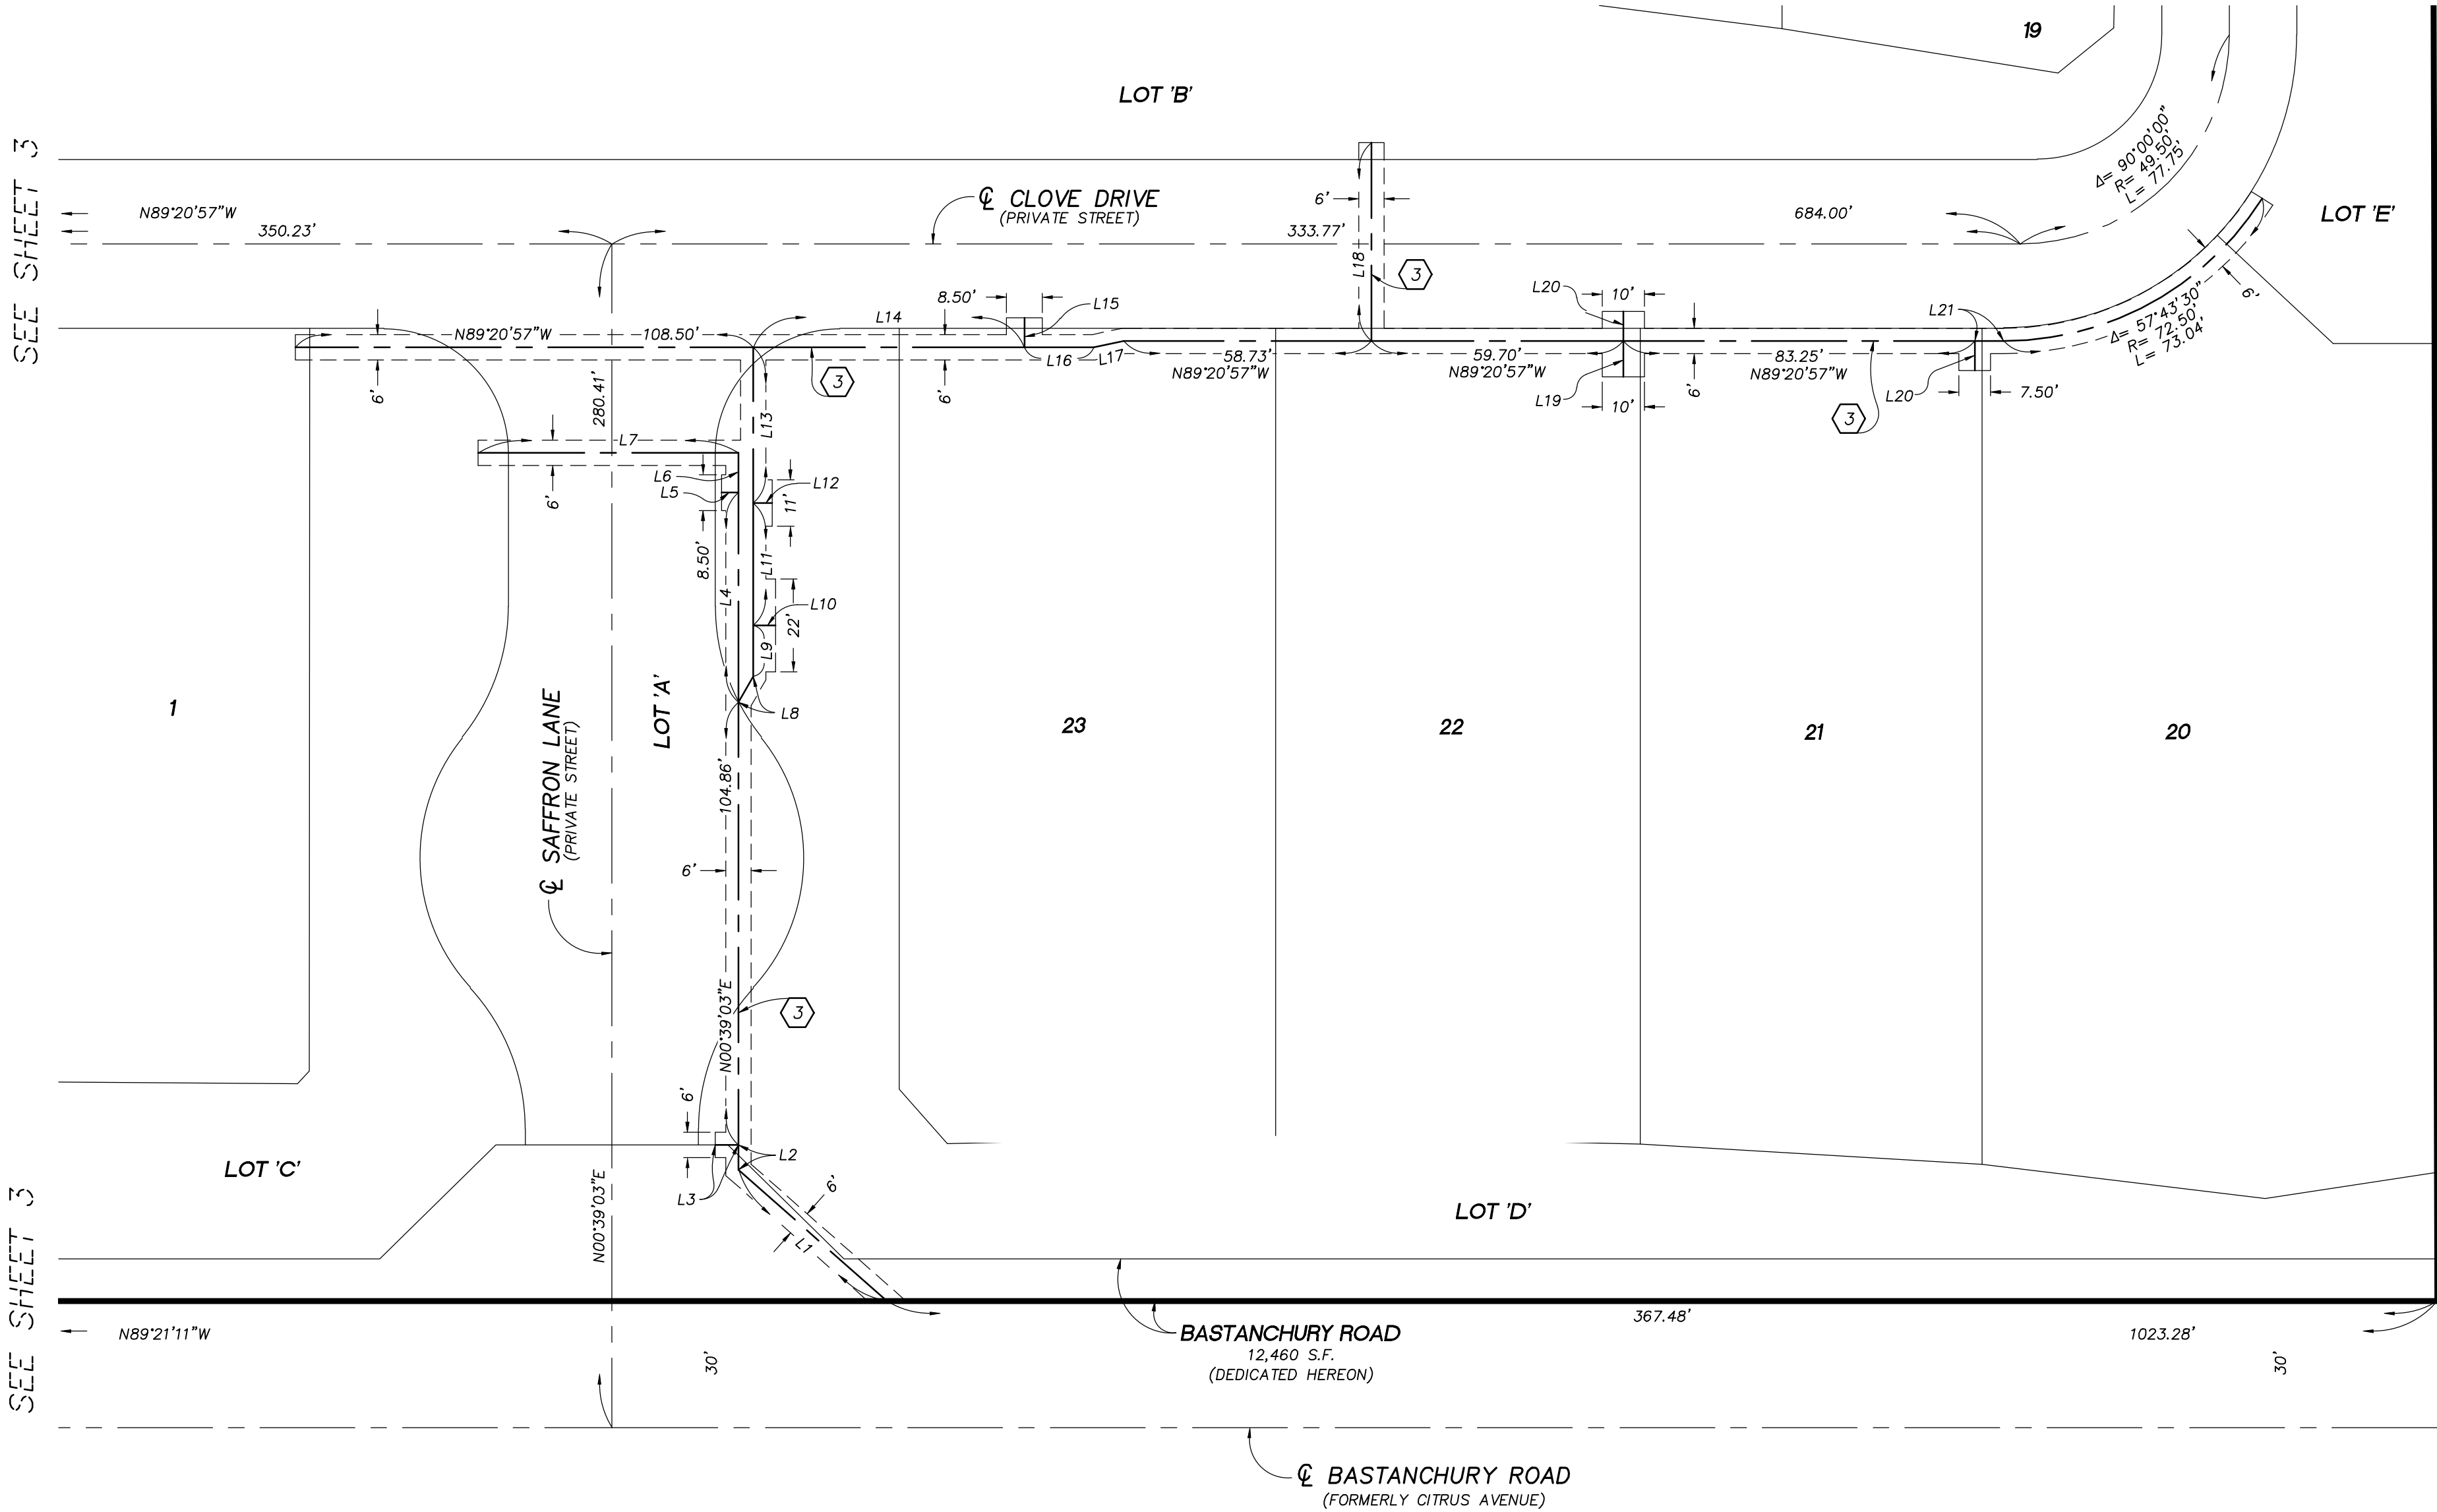 19
LOT 'B'
SEE SHEET 3
Δ= 90°00'00"
R= 49.50'
L= 77.75'
N89°20'57"W
350.23'
℄ CLOVE DRIVE
(PRIVATE STREET)
333.77'
6'
684.00'
LOT 'E'
L18
3
8.50'
L15
L20
10'
L21
6'
Δ= 57°43'30"
R= 72.50'
L= 73.04'
N89°20'57"W
108.50'
L14
L16
L17
58.73'
N89°20'57"W
59.70'
N89°20'57"W
83.25'
N89°20'57"W
6'
280.41'
3
6'
L19
10'
6'
L20
7.50'
3
L13
L7
L6
L5
6'
L12
11'
8.50'
L11
L4
L10
22'
L9
L8
1
℄ SAFFRON LANE
(PRIVATE STREET)
LOT 'A'
23
22
21
20
104.86'
6'
N00°39'03"E
3
6'
L2
L3
6'
L1
LOT 'C'
N00°39'03"E
LOT 'D'
SEE SHEET 3
N89°21'11"W
30'
BASTANCHURY ROAD
12,460 S.F.
(DEDICATED HEREON)
367.48'
1023.28'
30'
℄ BASTANCHURY ROAD
(FORMERLY CITRUS AVENUE)